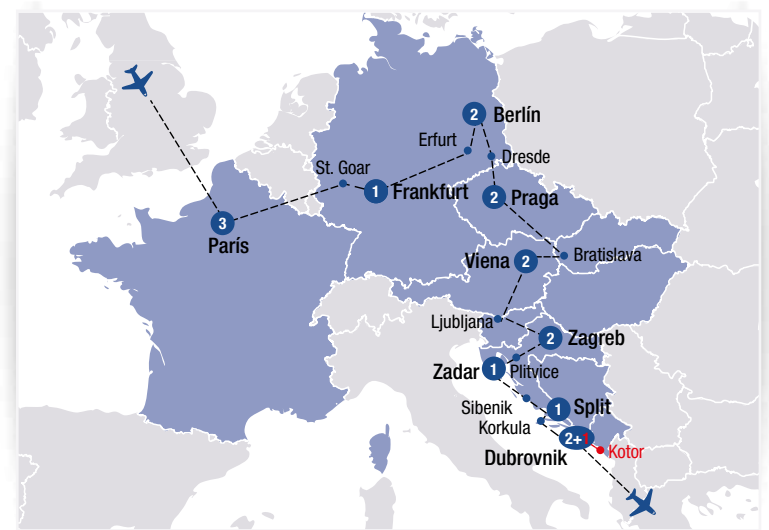 2 Berlín
Erfurt
Dresde
St. Goar
1 Frankfurt
2 Praga
3
París
Viena 2
Bratislava
Ljubljana
2 Zagreb
Zadar 1
Plitvice
Sibenik
1 Split
Korkula
2+1
Kotor
Dubrovnik